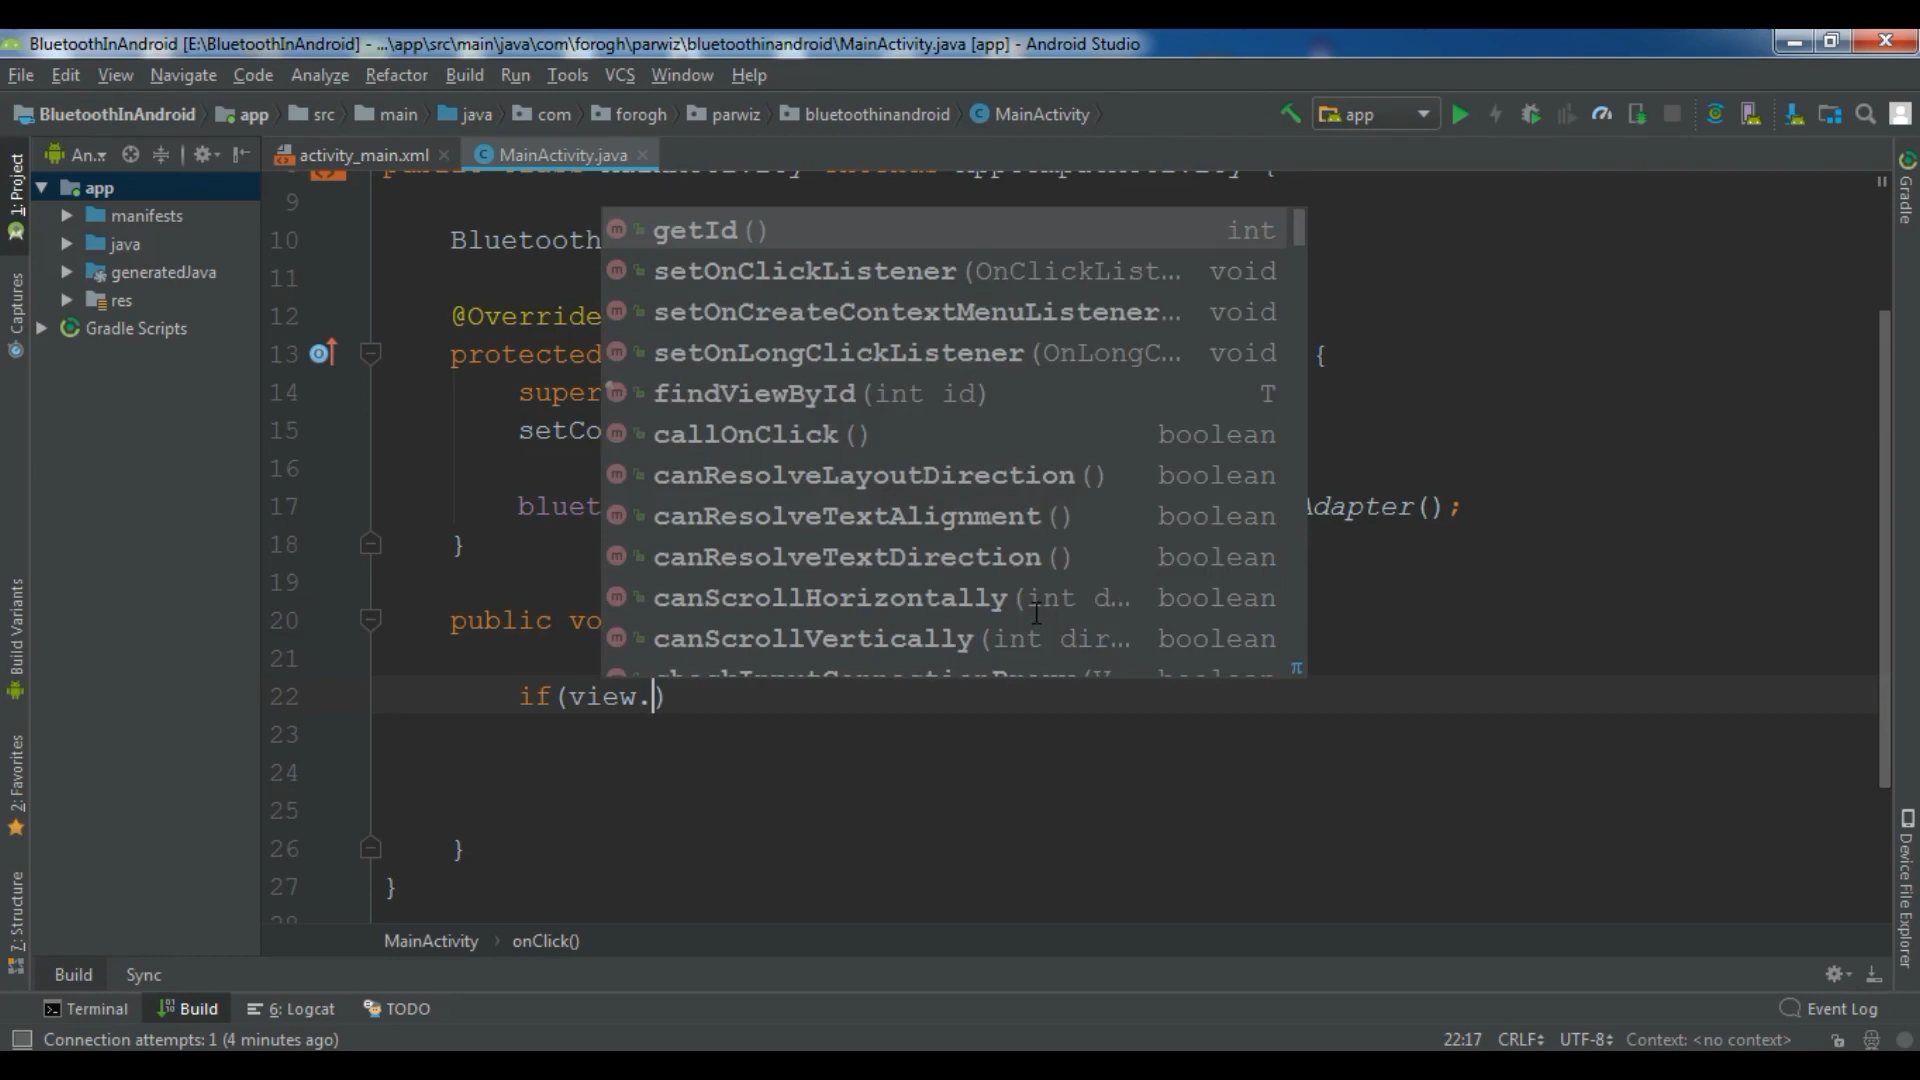 BluetoothInAndroid [E:\BluetoothInAndroid] - ...\app\src\main\java\com\forogh\parwiz\bluetoothinandroid\MainActivity.java [app] - Android Studio
File Edit View Navigate Code Analyze Refactor Build Run Tools VCS Window Help
BluetoothInAndroid app src main java com forogh parwiz bluetoothinandroid MainActivity app
1: Project
Captures
Build Variants
2: Favorites
7: Structure
An..
app
manifests
java
generatedJava
res
Gradle Scripts
activity_main.xml MainActivity.java
9
10 Bluetooth
11
12 @Override
13 protected {
14 super
15 setCo
16
17 bluet Adapter();
18 }
19
20 public vo
21
22 if(view.)
23
24
25
26 }
27 }
28
getId() int
setOnClickListener(OnClickList... void
setOnCreateContextMenuListener... void
setOnLongClickListener(OnLongC... void
findViewById(int id) T
callOnClick() boolean
canResolveLayoutDirection() boolean
canResolveTextAlignment() boolean
canResolveTextDirection() boolean
canScrollHorizontally(int d... boolean
canScrollVertically(int dir... boolean
π
MainActivity › onClick()
Gradle
Device File Explorer
Build Sync
Terminal Build 6: Logcat TODO Event Log
Connection attempts: 1 (4 minutes ago) 22:17 CRLF UTF-8 Context: <no context>